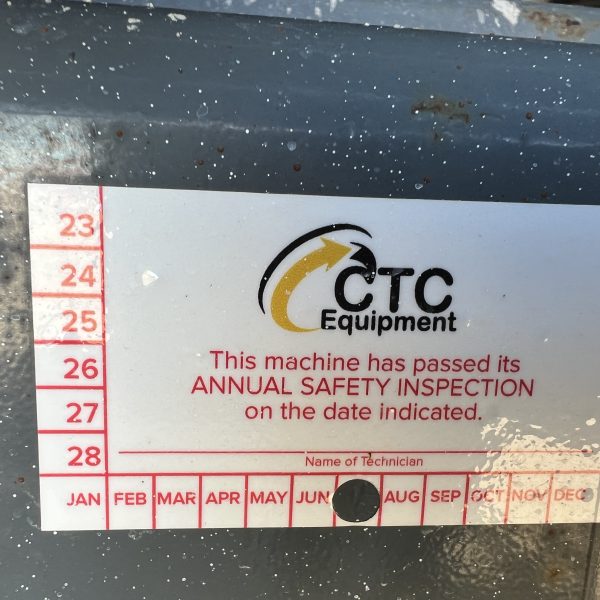 23
24
25
26
27
28
CTC
Equipment
This machine has passed its
ANNUAL SAFETY INSPECTION
on the date indicated.
Name of Technician
JAN FEB MAR APR MAY JUN AUG SEP OCT NOV DEC